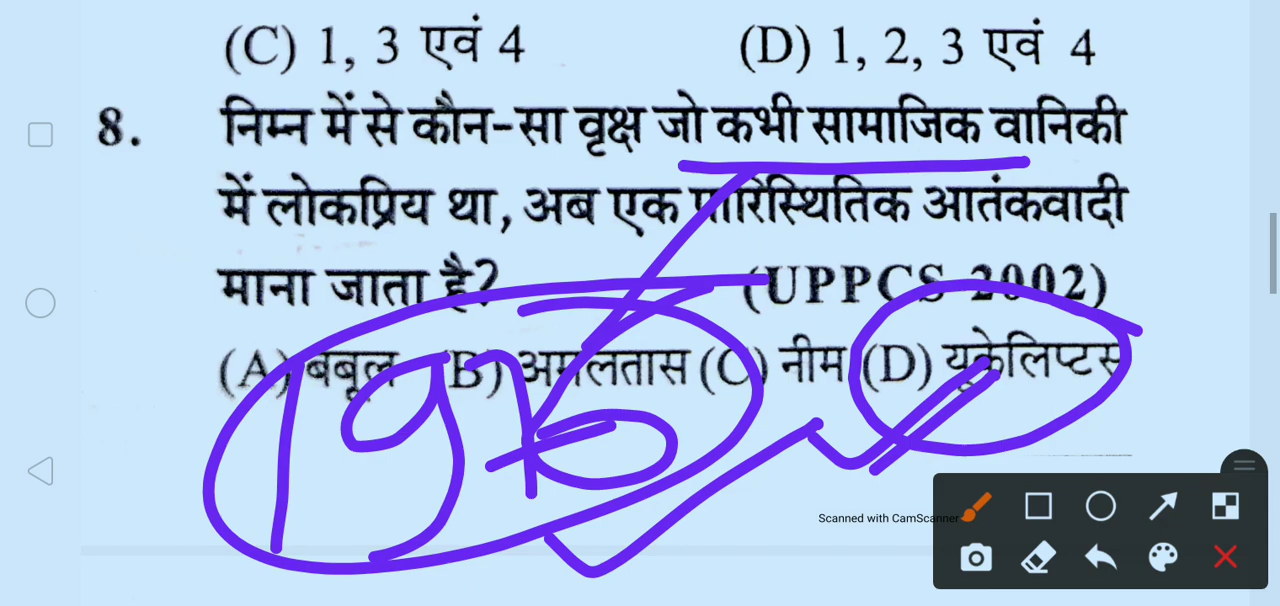 (C) 1, 3 एवं 4 (D) 1, 2, 3 एवं 4
8. निम्न में से कौन-सा वृक्ष जो कभी सामाजिक वानिकी
में लोकप्रिय था, अब एक पारिस्थितिक आतंकवादी
माना जाता है? (UPPCS 2002)
(A) बबूल (B) अमलतास (C) नीम (D) यूकेलिप्टस
1976
Scanned with CamScanner